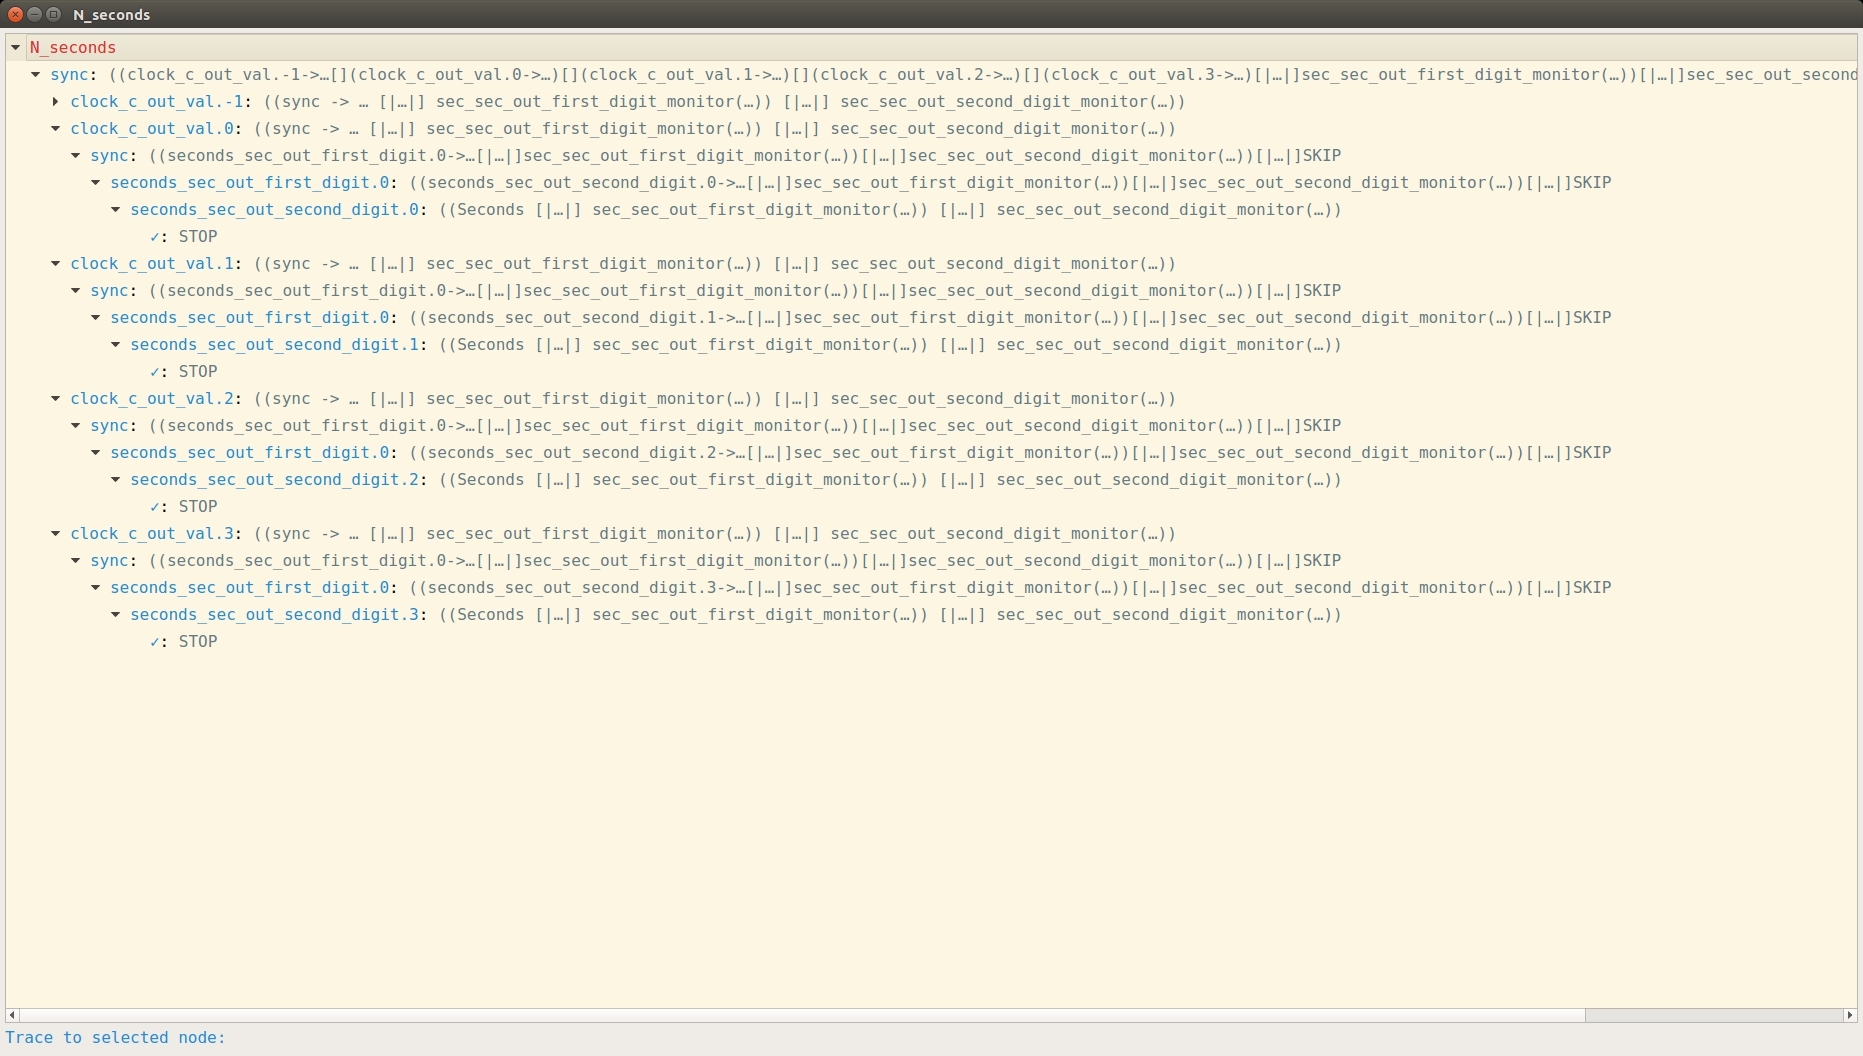 N_seconds
N_seconds
sync: ((clock_c_out_val.-1->…[](clock_c_out_val.0->…)[](clock_c_out_val.1->…)[](clock_c_out_val.2->…)[](clock_c_out_val.3->…)[|…|]sec_sec_out_first_digit_monitor(…))[|…|]sec_sec_out_second
clock_c_out_val.-1: ((sync -> … [|…|] sec_sec_out_first_digit_monitor(…)) [|…|] sec_sec_out_second_digit_monitor(…))
clock_c_out_val.0: ((sync -> … [|…|] sec_sec_out_first_digit_monitor(…)) [|…|] sec_sec_out_second_digit_monitor(…))
sync: ((seconds_sec_out_first_digit.0->…[|…|]sec_sec_out_first_digit_monitor(…))[|…|]sec_sec_out_second_digit_monitor(…))[|…|]SKIP
seconds_sec_out_first_digit.0: ((seconds_sec_out_second_digit.0->…[|…|]sec_sec_out_first_digit_monitor(…))[|…|]sec_sec_out_second_digit_monitor(…))[|…|]SKIP
seconds_sec_out_second_digit.0: ((Seconds [|…|] sec_sec_out_first_digit_monitor(…)) [|…|] sec_sec_out_second_digit_monitor(…))
✓: STOP
clock_c_out_val.1: ((sync -> … [|…|] sec_sec_out_first_digit_monitor(…)) [|…|] sec_sec_out_second_digit_monitor(…))
sync: ((seconds_sec_out_first_digit.0->…[|…|]sec_sec_out_first_digit_monitor(…))[|…|]sec_sec_out_second_digit_monitor(…))[|…|]SKIP
seconds_sec_out_first_digit.0: ((seconds_sec_out_second_digit.1->…[|…|]sec_sec_out_first_digit_monitor(…))[|…|]sec_sec_out_second_digit_monitor(…))[|…|]SKIP
seconds_sec_out_second_digit.1: ((Seconds [|…|] sec_sec_out_first_digit_monitor(…)) [|…|] sec_sec_out_second_digit_monitor(…))
✓: STOP
clock_c_out_val.2: ((sync -> … [|…|] sec_sec_out_first_digit_monitor(…)) [|…|] sec_sec_out_second_digit_monitor(…))
sync: ((seconds_sec_out_first_digit.0->…[|…|]sec_sec_out_first_digit_monitor(…))[|…|]sec_sec_out_second_digit_monitor(…))[|…|]SKIP
seconds_sec_out_first_digit.0: ((seconds_sec_out_second_digit.2->…[|…|]sec_sec_out_first_digit_monitor(…))[|…|]sec_sec_out_second_digit_monitor(…))[|…|]SKIP
seconds_sec_out_second_digit.2: ((Seconds [|…|] sec_sec_out_first_digit_monitor(…)) [|…|] sec_sec_out_second_digit_monitor(…))
✓: STOP
clock_c_out_val.3: ((sync -> … [|…|] sec_sec_out_first_digit_monitor(…)) [|…|] sec_sec_out_second_digit_monitor(…))
sync: ((seconds_sec_out_first_digit.0->…[|…|]sec_sec_out_first_digit_monitor(…))[|…|]sec_sec_out_second_digit_monitor(…))[|…|]SKIP
seconds_sec_out_first_digit.0: ((seconds_sec_out_second_digit.3->…[|…|]sec_sec_out_first_digit_monitor(…))[|…|]sec_sec_out_second_digit_monitor(…))[|…|]SKIP
seconds_sec_out_second_digit.3: ((Seconds [|…|] sec_sec_out_first_digit_monitor(…)) [|…|] sec_sec_out_second_digit_monitor(…))
✓: STOP
Trace to selected node: